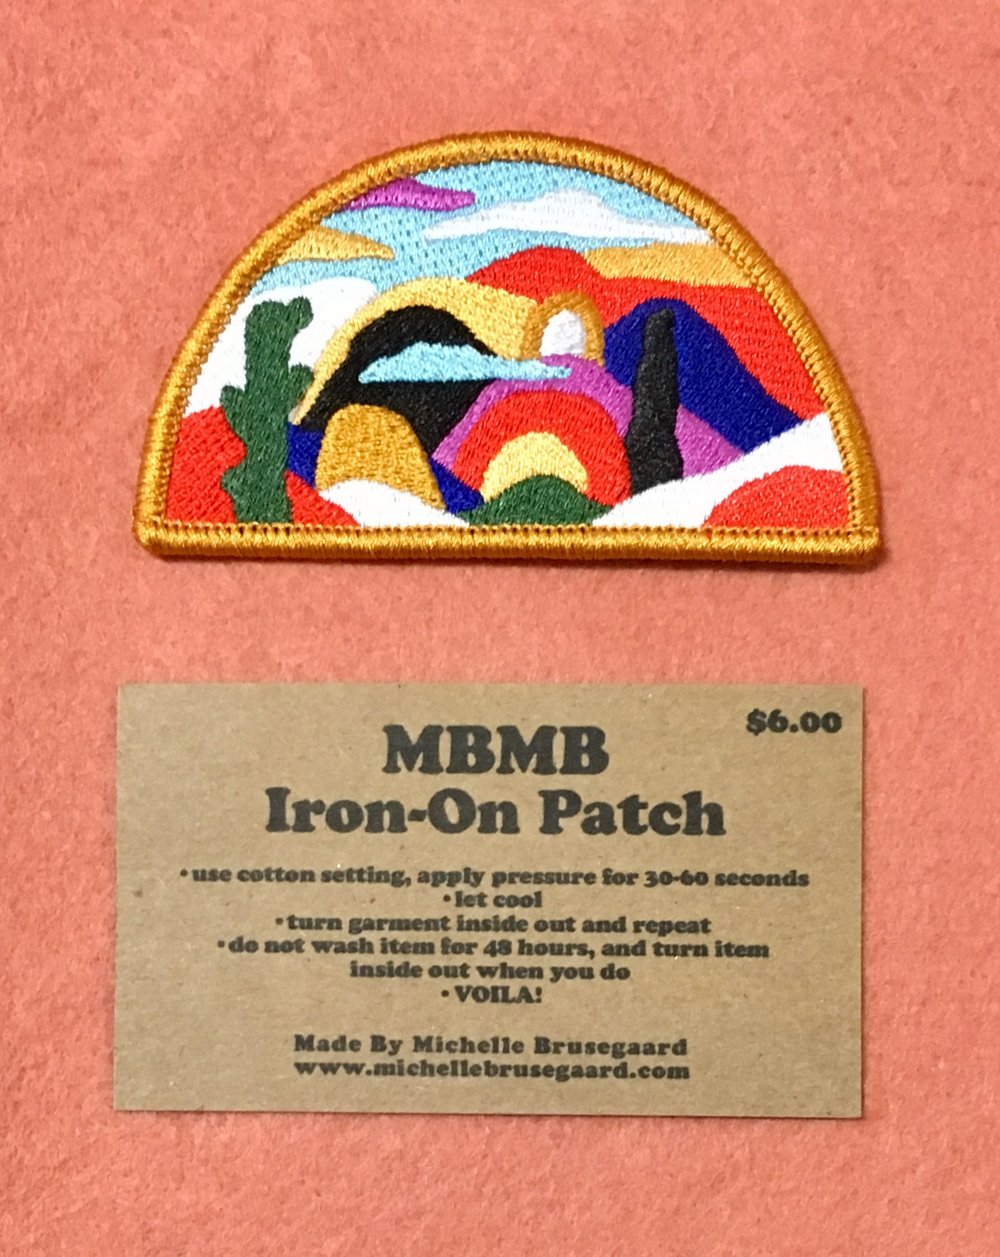 $6.00
MBMB
Iron-On Patch
•use cotton setting, apply pressure for 30-60 seconds
•let cool
•turn garment inside out and repeat
•do not wash item for 48 hours, and turn item
inside out when you do
•VOILA!
Made By Michelle Brusegaard
www.michellebrusegaard.com